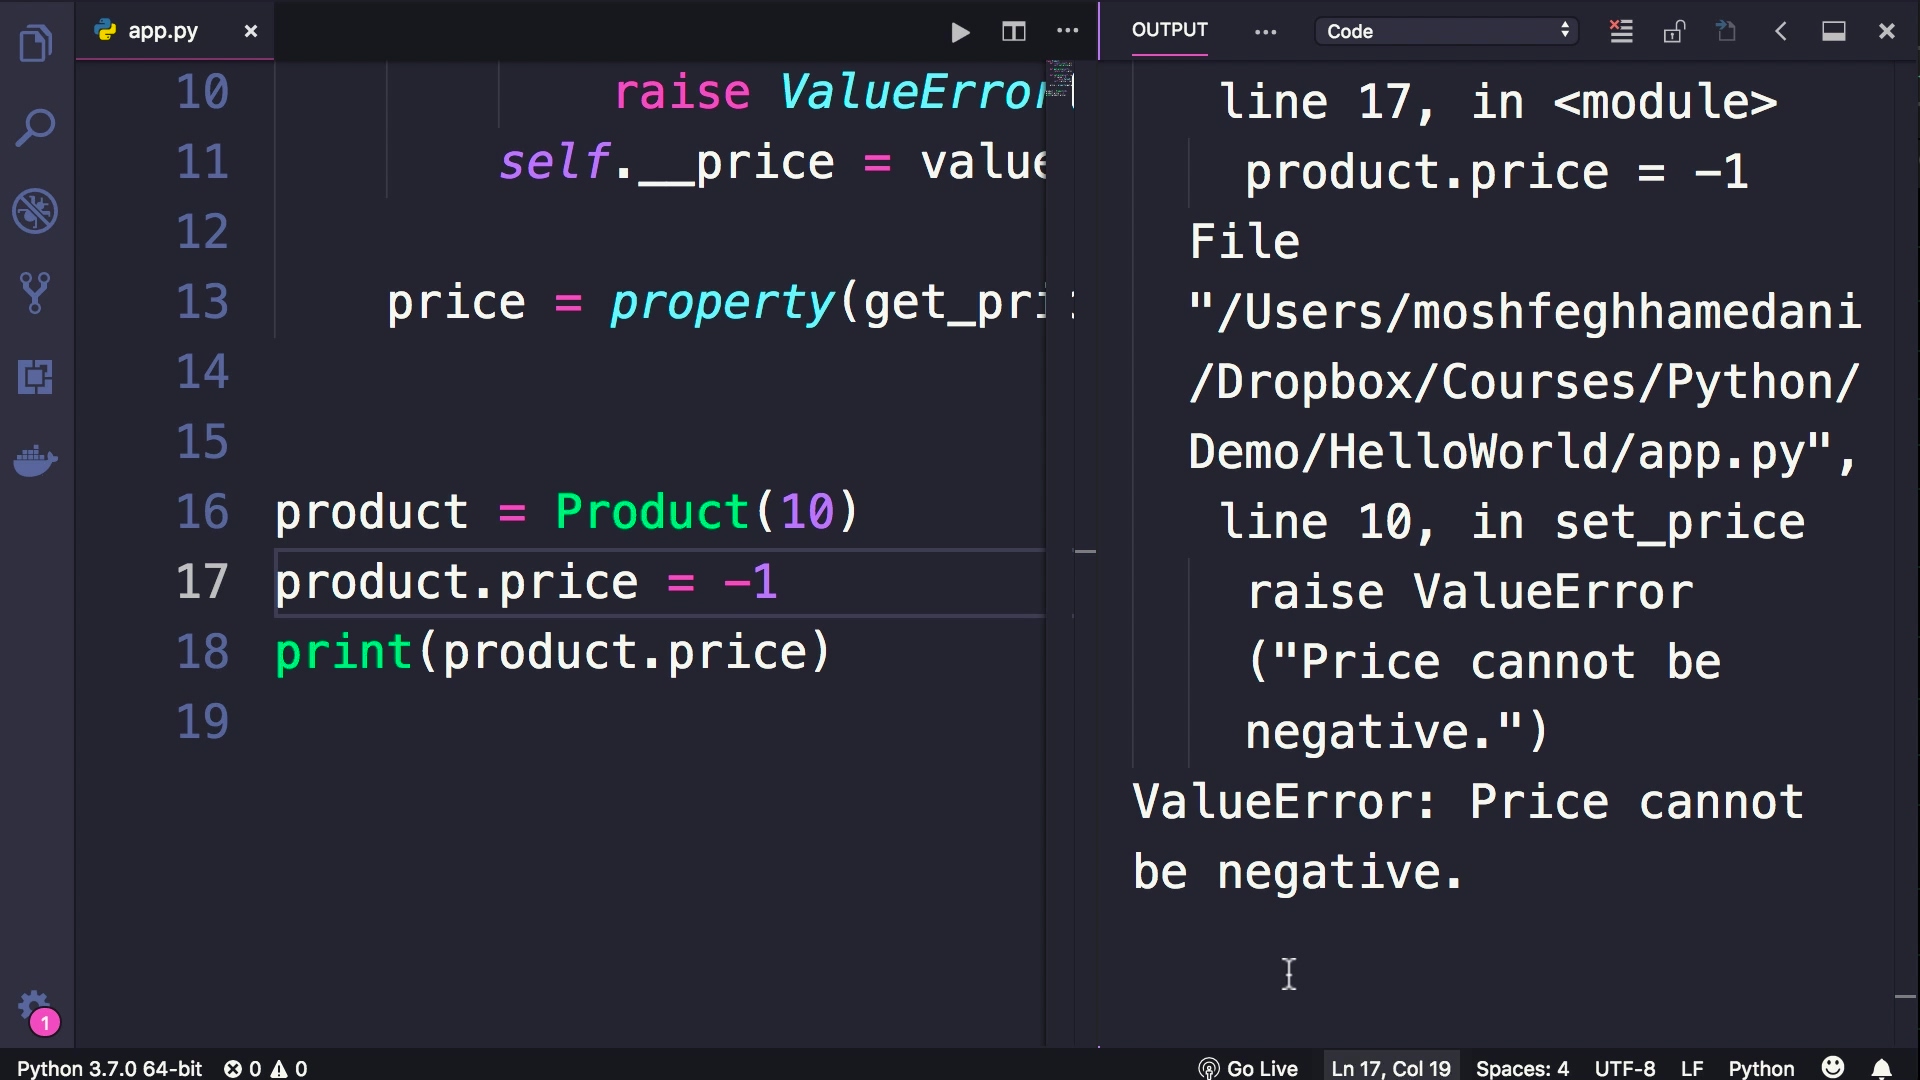 app.py
10 raise ValueError
11 self.__price = value
12
13 price = property(get_pri
14
15
16 product = Product(10)
17 product.price = -1
18 print(product.price)
19
OUTPUT
Code
line 17, in <module>
product.price = -1
File
"/Users/moshfeghhamedani
/Dropbox/Courses/Python/
Demo/HelloWorld/app.py",
line 10, in set_price
raise ValueError
("Price cannot be
negative.")
ValueError: Price cannot
be negative.
1
Python 3.7.0 64-bit 0 0 Go Live Ln 17, Col 19 Spaces: 4 UTF-8 LF Python